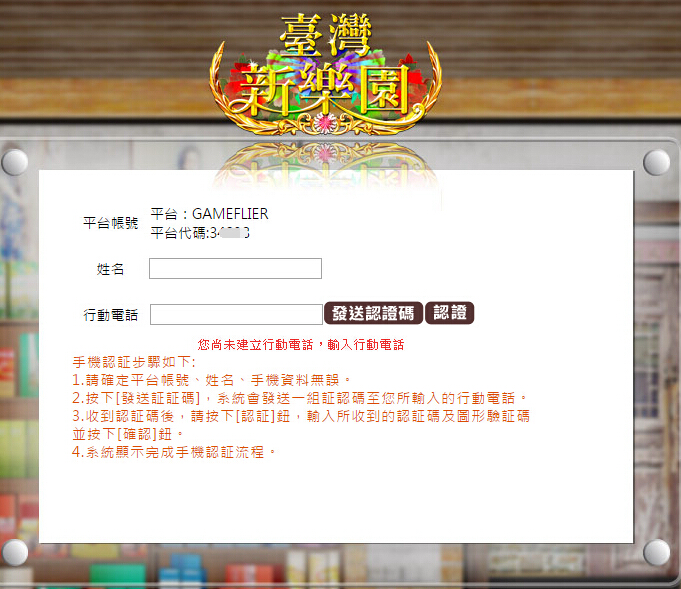 臺灣
新樂園
平台帳號
平台：GAMEFLIER
平台代碼:34
姓名
行動電話
發送認證碼 認證
您尚未建立行動電話，輸入行動電話
手機認証步驟如下:
1.請確定平台帳號、姓名、手機資料無誤。
2.按下[發送証証碼]，系統會發送一組証認碼至您所輸入的行動電話。
3.收到認証碼後，請按下[認証]鈕，輸入所收到的認証碼及圖形驗証碼
並按下[確認]鈕。
4.系統顯示完成手機認証流程。